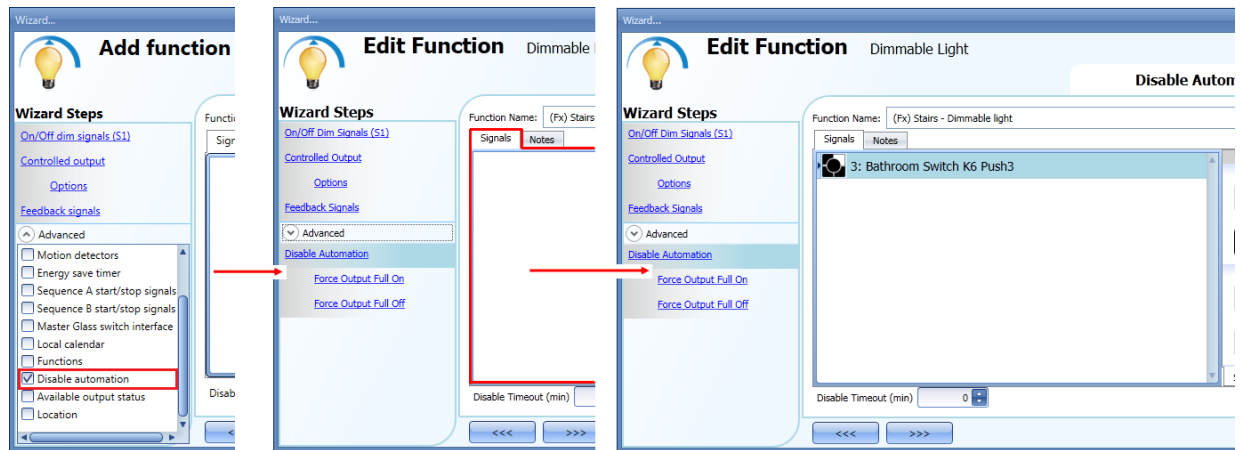 Wizard...
Add function
Wizard Steps
On/Off dim signals (S1)
Controlled output
Options
Feedback signals
Advanced
Motion detectors
Energy save timer
Sequence A start/stop signals
Sequence B start/stop signals
Master Glass switch interface
Local calendar
Functions
Disable automation
Available output status
Location
Functio
Sigr
Disab
<
Wizard...
Edit Function Dimmable
Wizard Steps
On/Off Dim Signals (S1)
Controlled Output
Options
Feedback Signals
Advanced
Disable Automation
Force Output Full On
Force Output Full Off
Function Name: (Fx) Stairs
Signals Notes
Disable Timeout (min)
<<< >>>
Wizard...
Edit Function Dimmable Light
Disable Autom
Wizard Steps
On/Off Dim Signals (S1)
Controlled Output
Options
Feedback Signals
Advanced
Disable Automation
Force Output Full On
Force Output Full Off
Function Name: (Fx) Stairs - Dimmable light
Signals Notes
3: Bathroom Switch K6 Push3
Disable Timeout (min) 0
<<< >>>